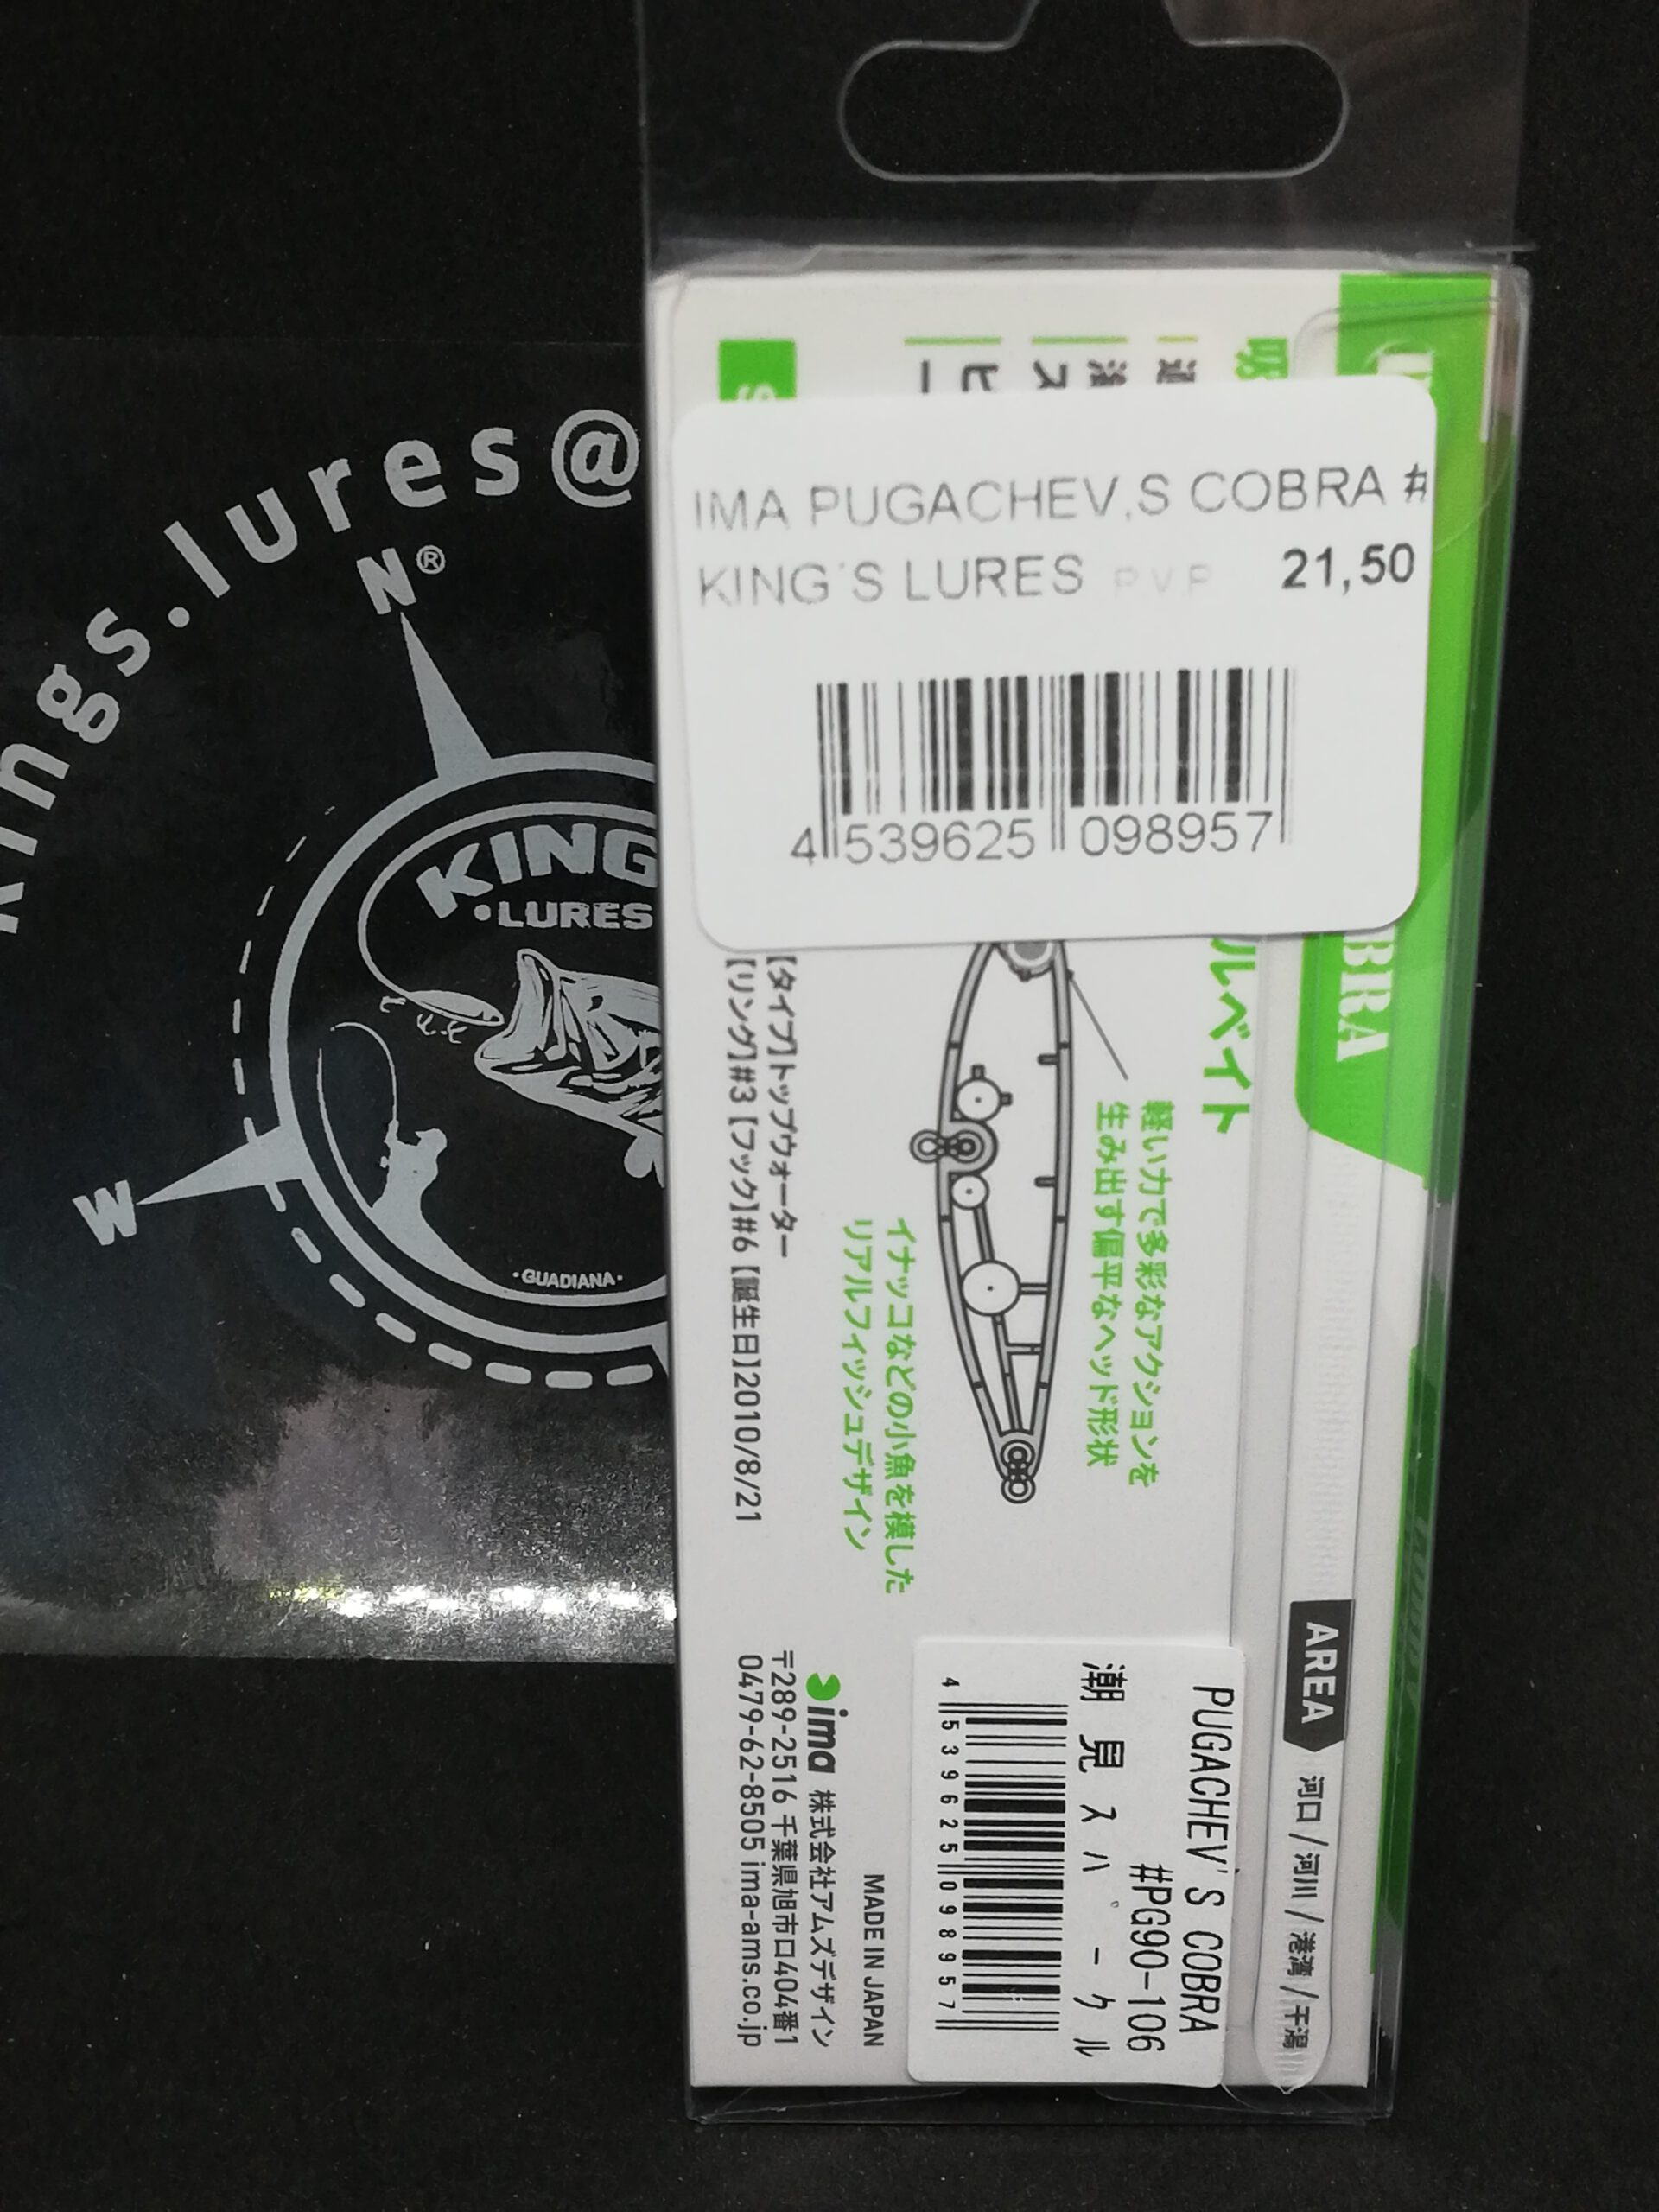 kings.lures@
N®
W
KING
•LURES
•GUADIANA•
IMA PUGACHEV,S COBRA #
KING´S LURES P.V.P 21,50
4 539625 098957
BRA
ルベイト
軽い力で多彩なアクションを
生み出す偏平なヘッド形状
イナッコなどの小魚を模した
リアルフィッシュデザイン
【タイプ】トップウォーター
【リング】#3【フック】#6【誕生日】2010/8/21
AREA 河口 / 河川 / 港湾 / 干潟
PUGACHEV'S COBRA
#PG90-106
潮見スパークル
4 539625 098957
MADE IN JAPAN
ima 株式会社アムズデザイン
〒289-2516 千葉県旭市ロ404番1
0479-62-8505 ima-ams.co.jp